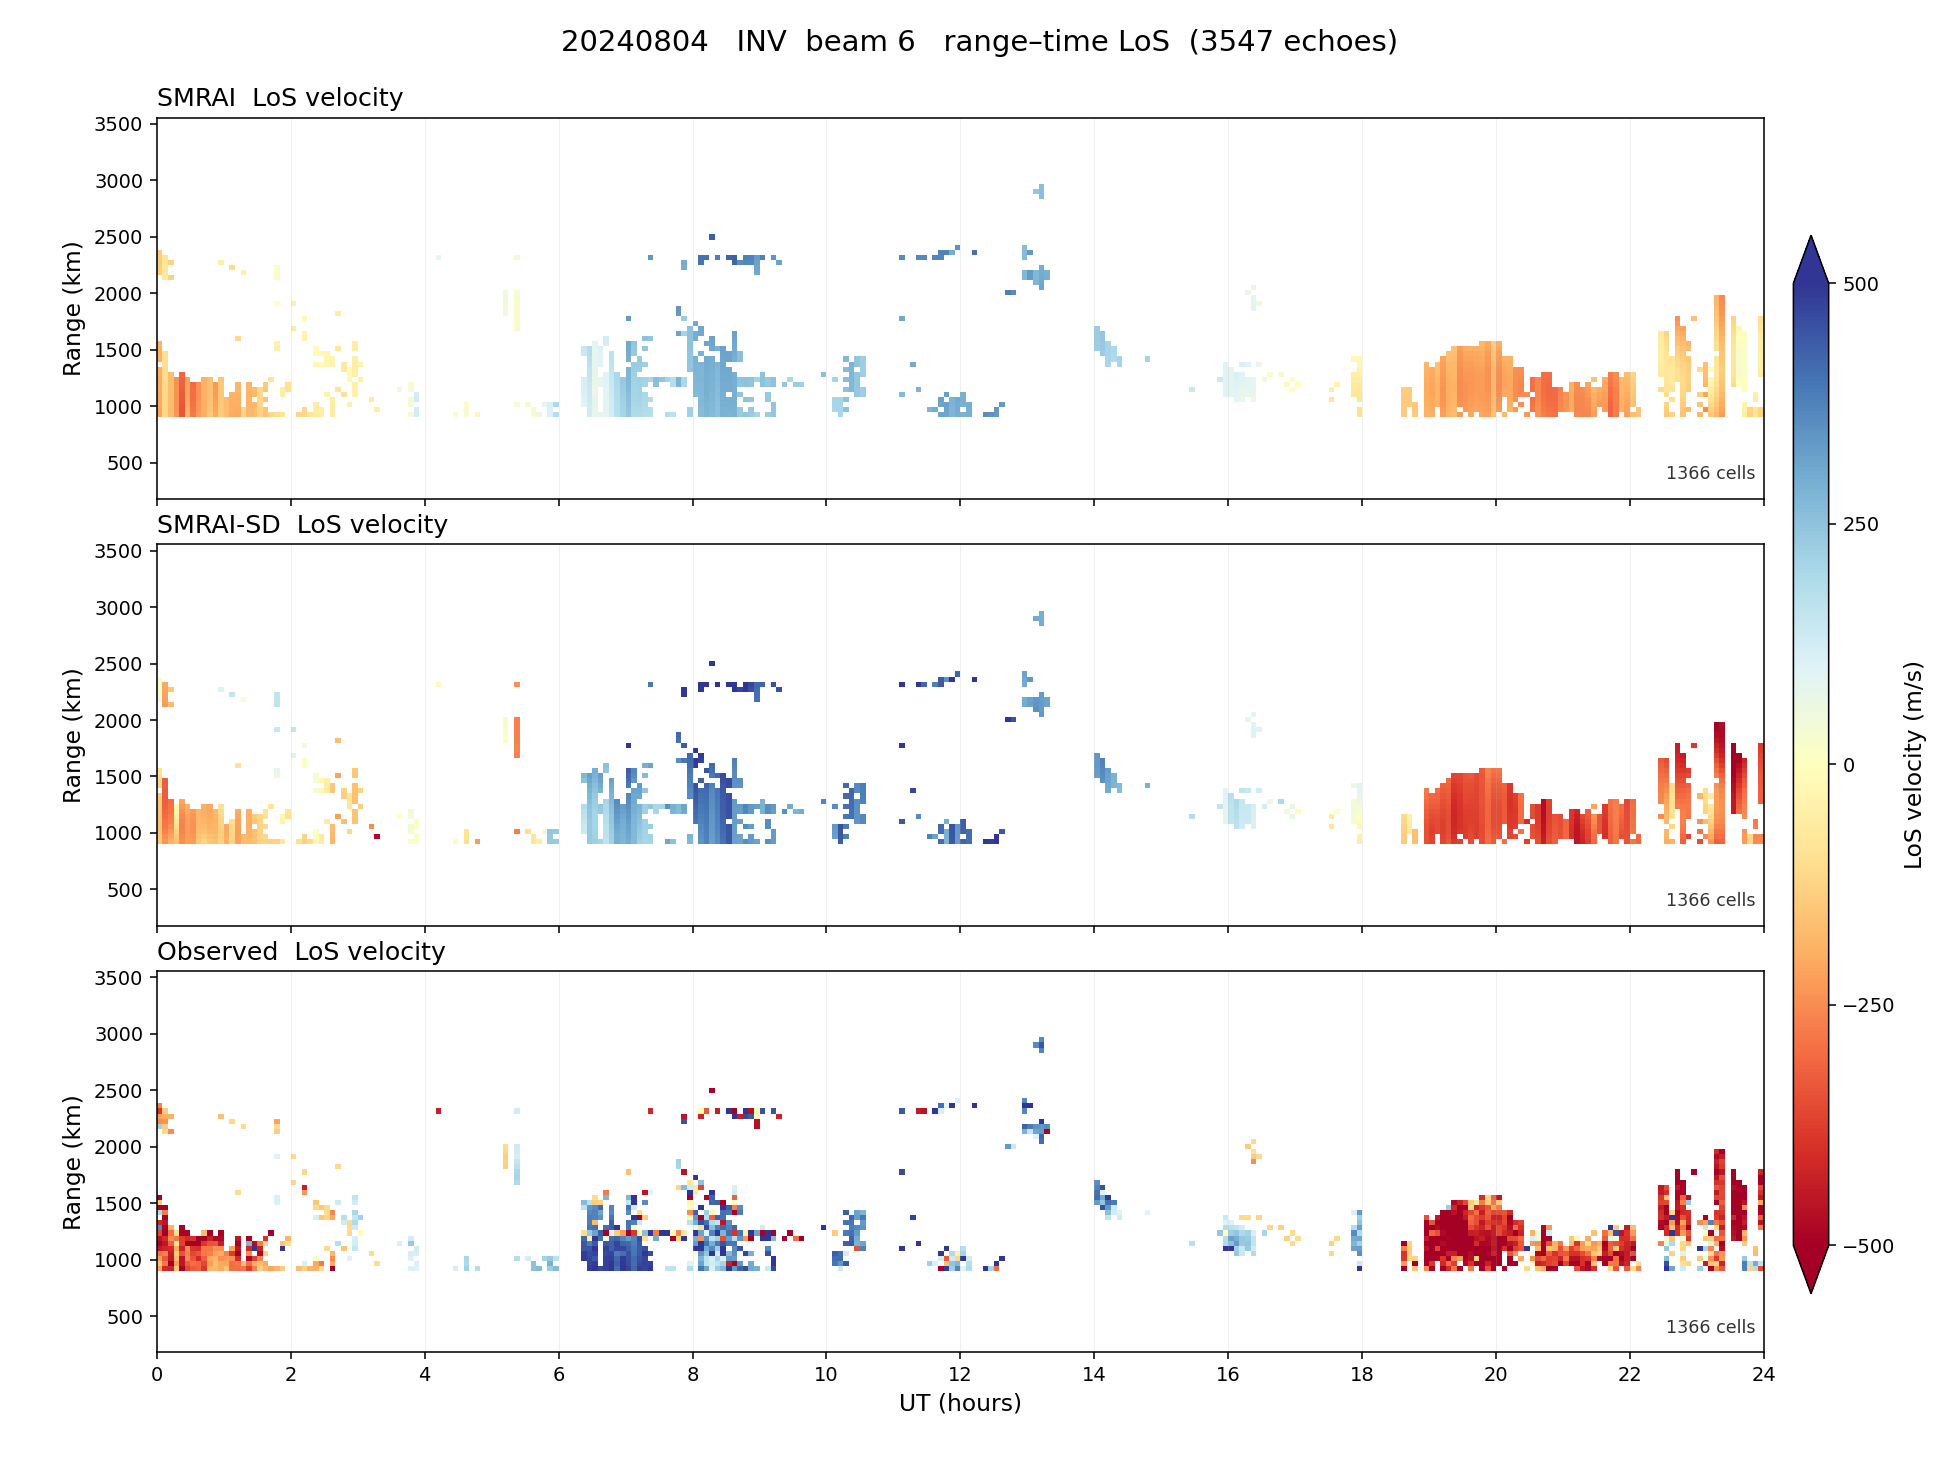 20240804   INV  beam 6   range–time LoS  (3547 echoes)
SMRAI  LoS velocity
3500
3000
2500
2000
1500
1000
500
Range (km)
1366 cells
SMRAI-SD  LoS velocity
3500
3000
2500
2000
1500
1000
500
Range (km)
1366 cells
Observed  LoS velocity
3500
3000
2500
2000
1500
1000
500
Range (km)
1366 cells
0 2 4 6 8 10 12 14 16 18 20 22 24
UT (hours)
500
250
0
−250
−500
LoS velocity (m/s)